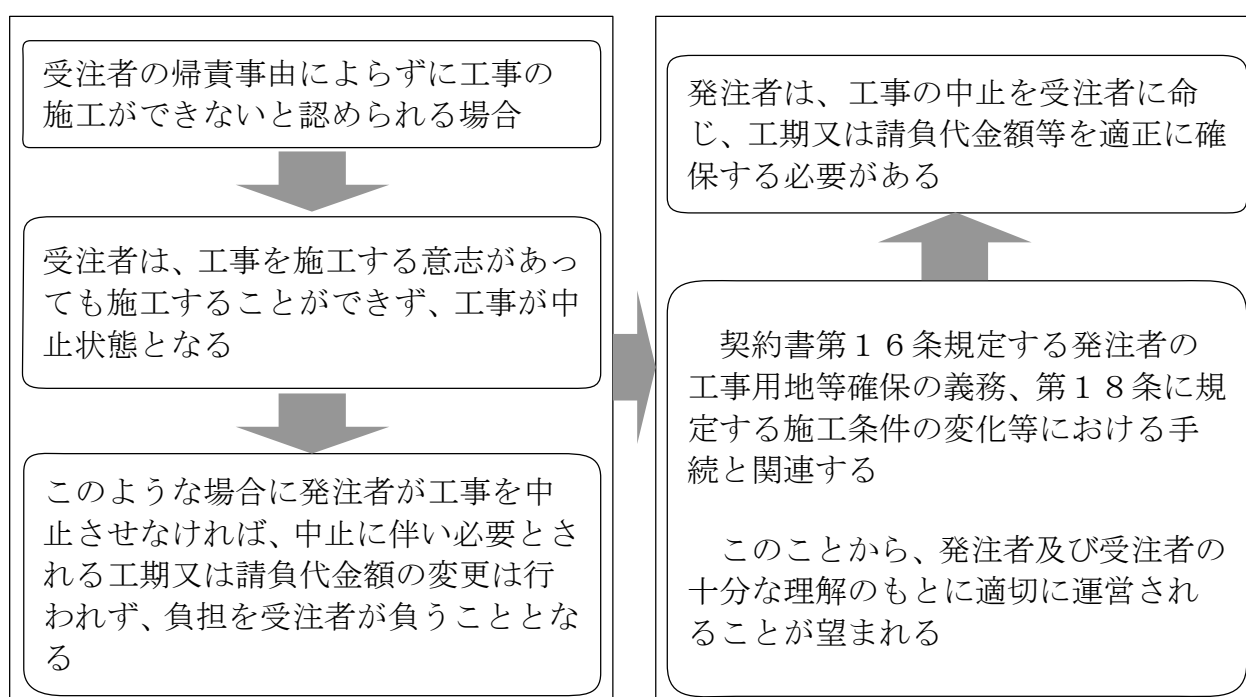 受注者の帰責事由によらずに工事の
施工ができないと認められる場合
受注者は、工事を施工する意志があっ
ても施工することができず、工事が中
止状態となる
このような場合に発注者が工事を中
止させなければ、中止に伴い必要とさ
れる工期又は請負代金額の変更は行
われず、負担を受注者が負うこととな
る
発注者は、工事の中止を受注者に命
じ、工期又は請負代金額等を適正に確
保する必要がある
契約書第１６条規定する発注者の
工事用地等確保の義務、第１８条に規
定する施工条件の変化等における手
続と関連する
このことから、発注者及び受注者の
十分な理解のもとに適切に運営され
ることが望まれる